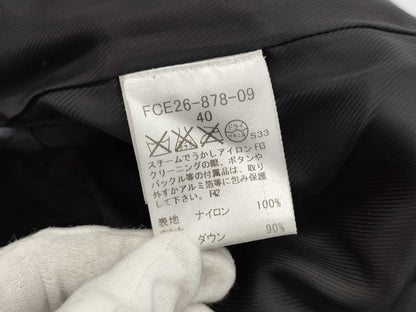 FCE26-878-09
40
ドライ
S33
スチームでうかしアイロン F13
クリーニングの際、ボタンや
バックル等の付属品は、取り
外すかアルミ箔等に包み保護
して下さい。 F42
表地 ナイロン 100%
ダウン 90%